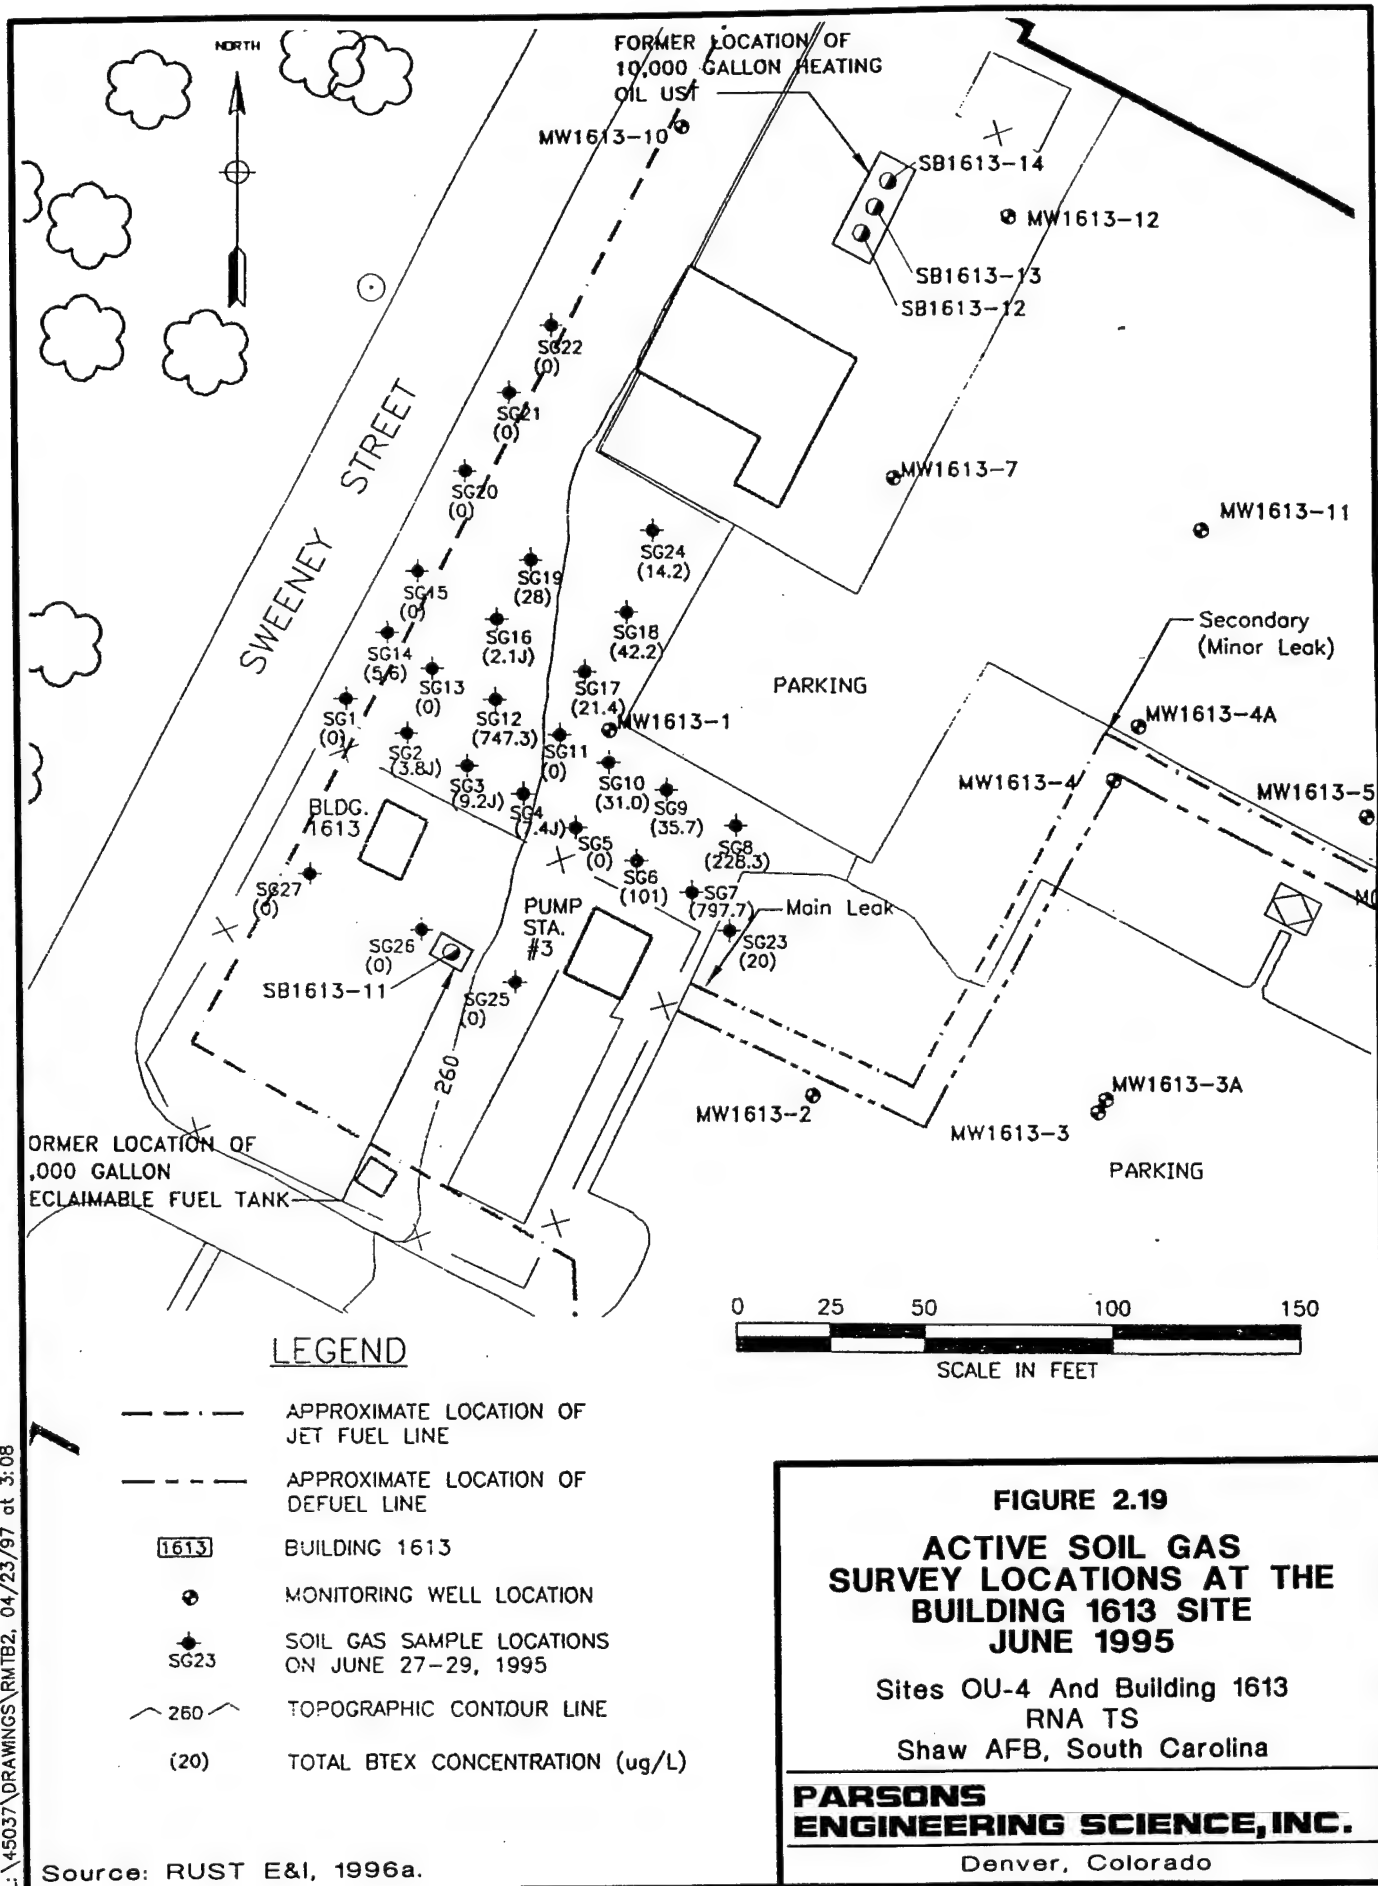 NORTH
FORMER LOCATION OF
10,000 GALLON HEATING
OIL UST
MW1613-10
SB1613-14
MW1613-12
SB1613-13
SB1613-12
SG22
(0)
SG21
(0)
SWEENEY STREET
SG20
(0)
MW1613-7
MW1613-11
SG24
(14.2)
SG19
(28)
SG15
(0)
SG16
(2.1J)
SG18
(42.2)
Secondary
(Minor Leak)
SG14
(5.6)
SG13
(0)
SG17
(21.4)
PARKING
SG1
(0)
SG12
(747.3)
MW1613-1
MW1613-4A
SG2
(3.8J)
SG11
(0)
SG3
(9.2J)
SG10
(31.0)
SG9
(35.7)
MW1613-4
MW1613-5
BLDG.
1613
SG4
SG5
(0)
SG8
(228.3)
SG6
(101)
SG7
(797.7)
SG27
(0)
PUMP
STA.
#3
Main Leak
SG26
(0)
SG23
(20)
SB1613-11
SG25
(0)
260
MW1613-2
MW1613-3A
MW1613-3
ORMER LOCATION OF
,000 GALLON
ECLAIMABLE FUEL TANK
PARKING
0 25 50 100 150
SCALE IN FEET
LEGEND
APPROXIMATE LOCATION OF
JET FUEL LINE
APPROXIMATE LOCATION OF
DEFUEL LINE
1613 BUILDING 1613
MONITORING WELL LOCATION
SG23
SOIL GAS SAMPLE LOCATIONS
ON JUNE 27-29, 1995
260 TOPOGRAPHIC CONTOUR LINE
(20) TOTAL BTEX CONCENTRATION (ug/L)
FIGURE 2.19
ACTIVE SOIL GAS
SURVEY LOCATIONS AT THE
BUILDING 1613 SITE
JUNE 1995
Sites OU-4 And Building 1613
RNA TS
Shaw AFB, South Carolina
PARSONS
ENGINEERING SCIENCE, INC.
Denver, Colorado
Source: RUST E&I, 1996a.
:\45037\DRAWINGS\RMTB2, 04/23/97 at 3:08